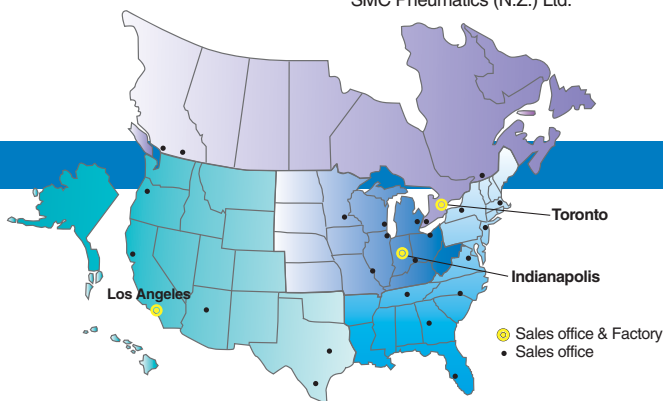 SMC Pneumatics (N.Z.) Ltd.
Toronto
Indianapolis
Los Angeles
Sales office & Factory
Sales office